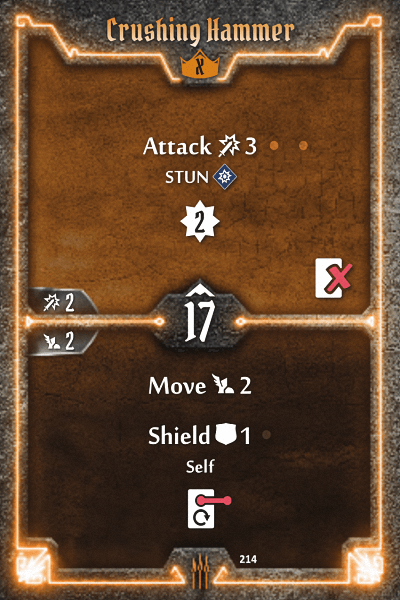 Crushing Hammer
א
Attack 3
STUN
2
2
17
2
Move 2
Shield 1
Self
214